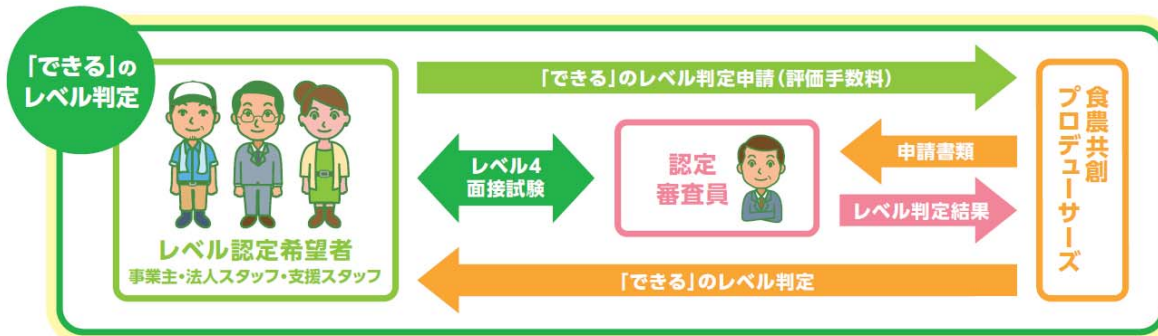 「できる」の
レベル判定
レベル認定希望者
事業主・法人スタッフ・支援スタッフ
「できる」のレベル判定申請(評価手数料)
レベル4
面接試験
認定
審査員
申請書類
レベル判定結果
「できる」のレベル判定
食農共創
プロデューサーズ